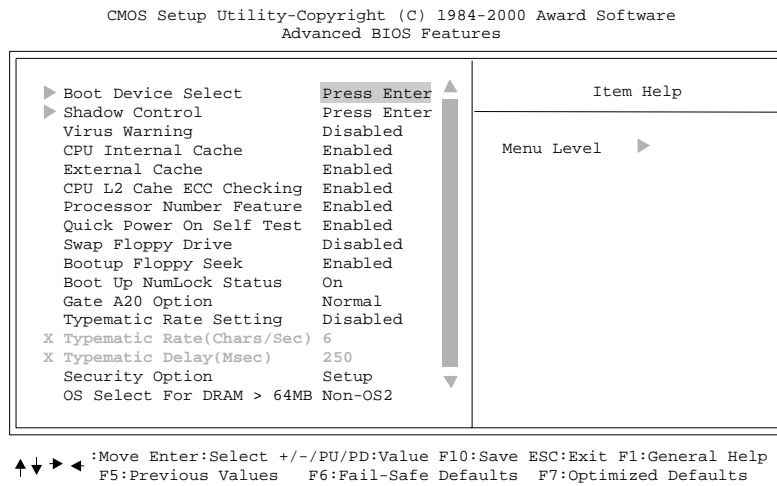 CMOS Setup Utility-Copyright (C) 1984-2000 Award Software
Advanced BIOS Features
Boot Device Select Press Enter
Shadow Control Press Enter
Virus Warning Disabled
CPU Internal Cache Enabled
External Cache Enabled
CPU L2 Cahe ECC Checking Enabled
Processor Number Feature Enabled
Quick Power On Self Test Enabled
Swap Floppy Drive Disabled
Bootup Floppy Seek Enabled
Boot Up NumLock Status On
Gate A20 Option Normal
Typematic Rate Setting Disabled
X Typematic Rate(Chars/Sec) 6
X Typematic Delay(Msec) 250
Security Option Setup
OS Select For DRAM > 64MB Non-OS2
Item Help
Menu Level
:Move Enter:Select +/-/PU/PD:Value F10:Save ESC:Exit F1:General Help
F5:Previous Values F6:Fail-Safe Defaults F7:Optimized Defaults